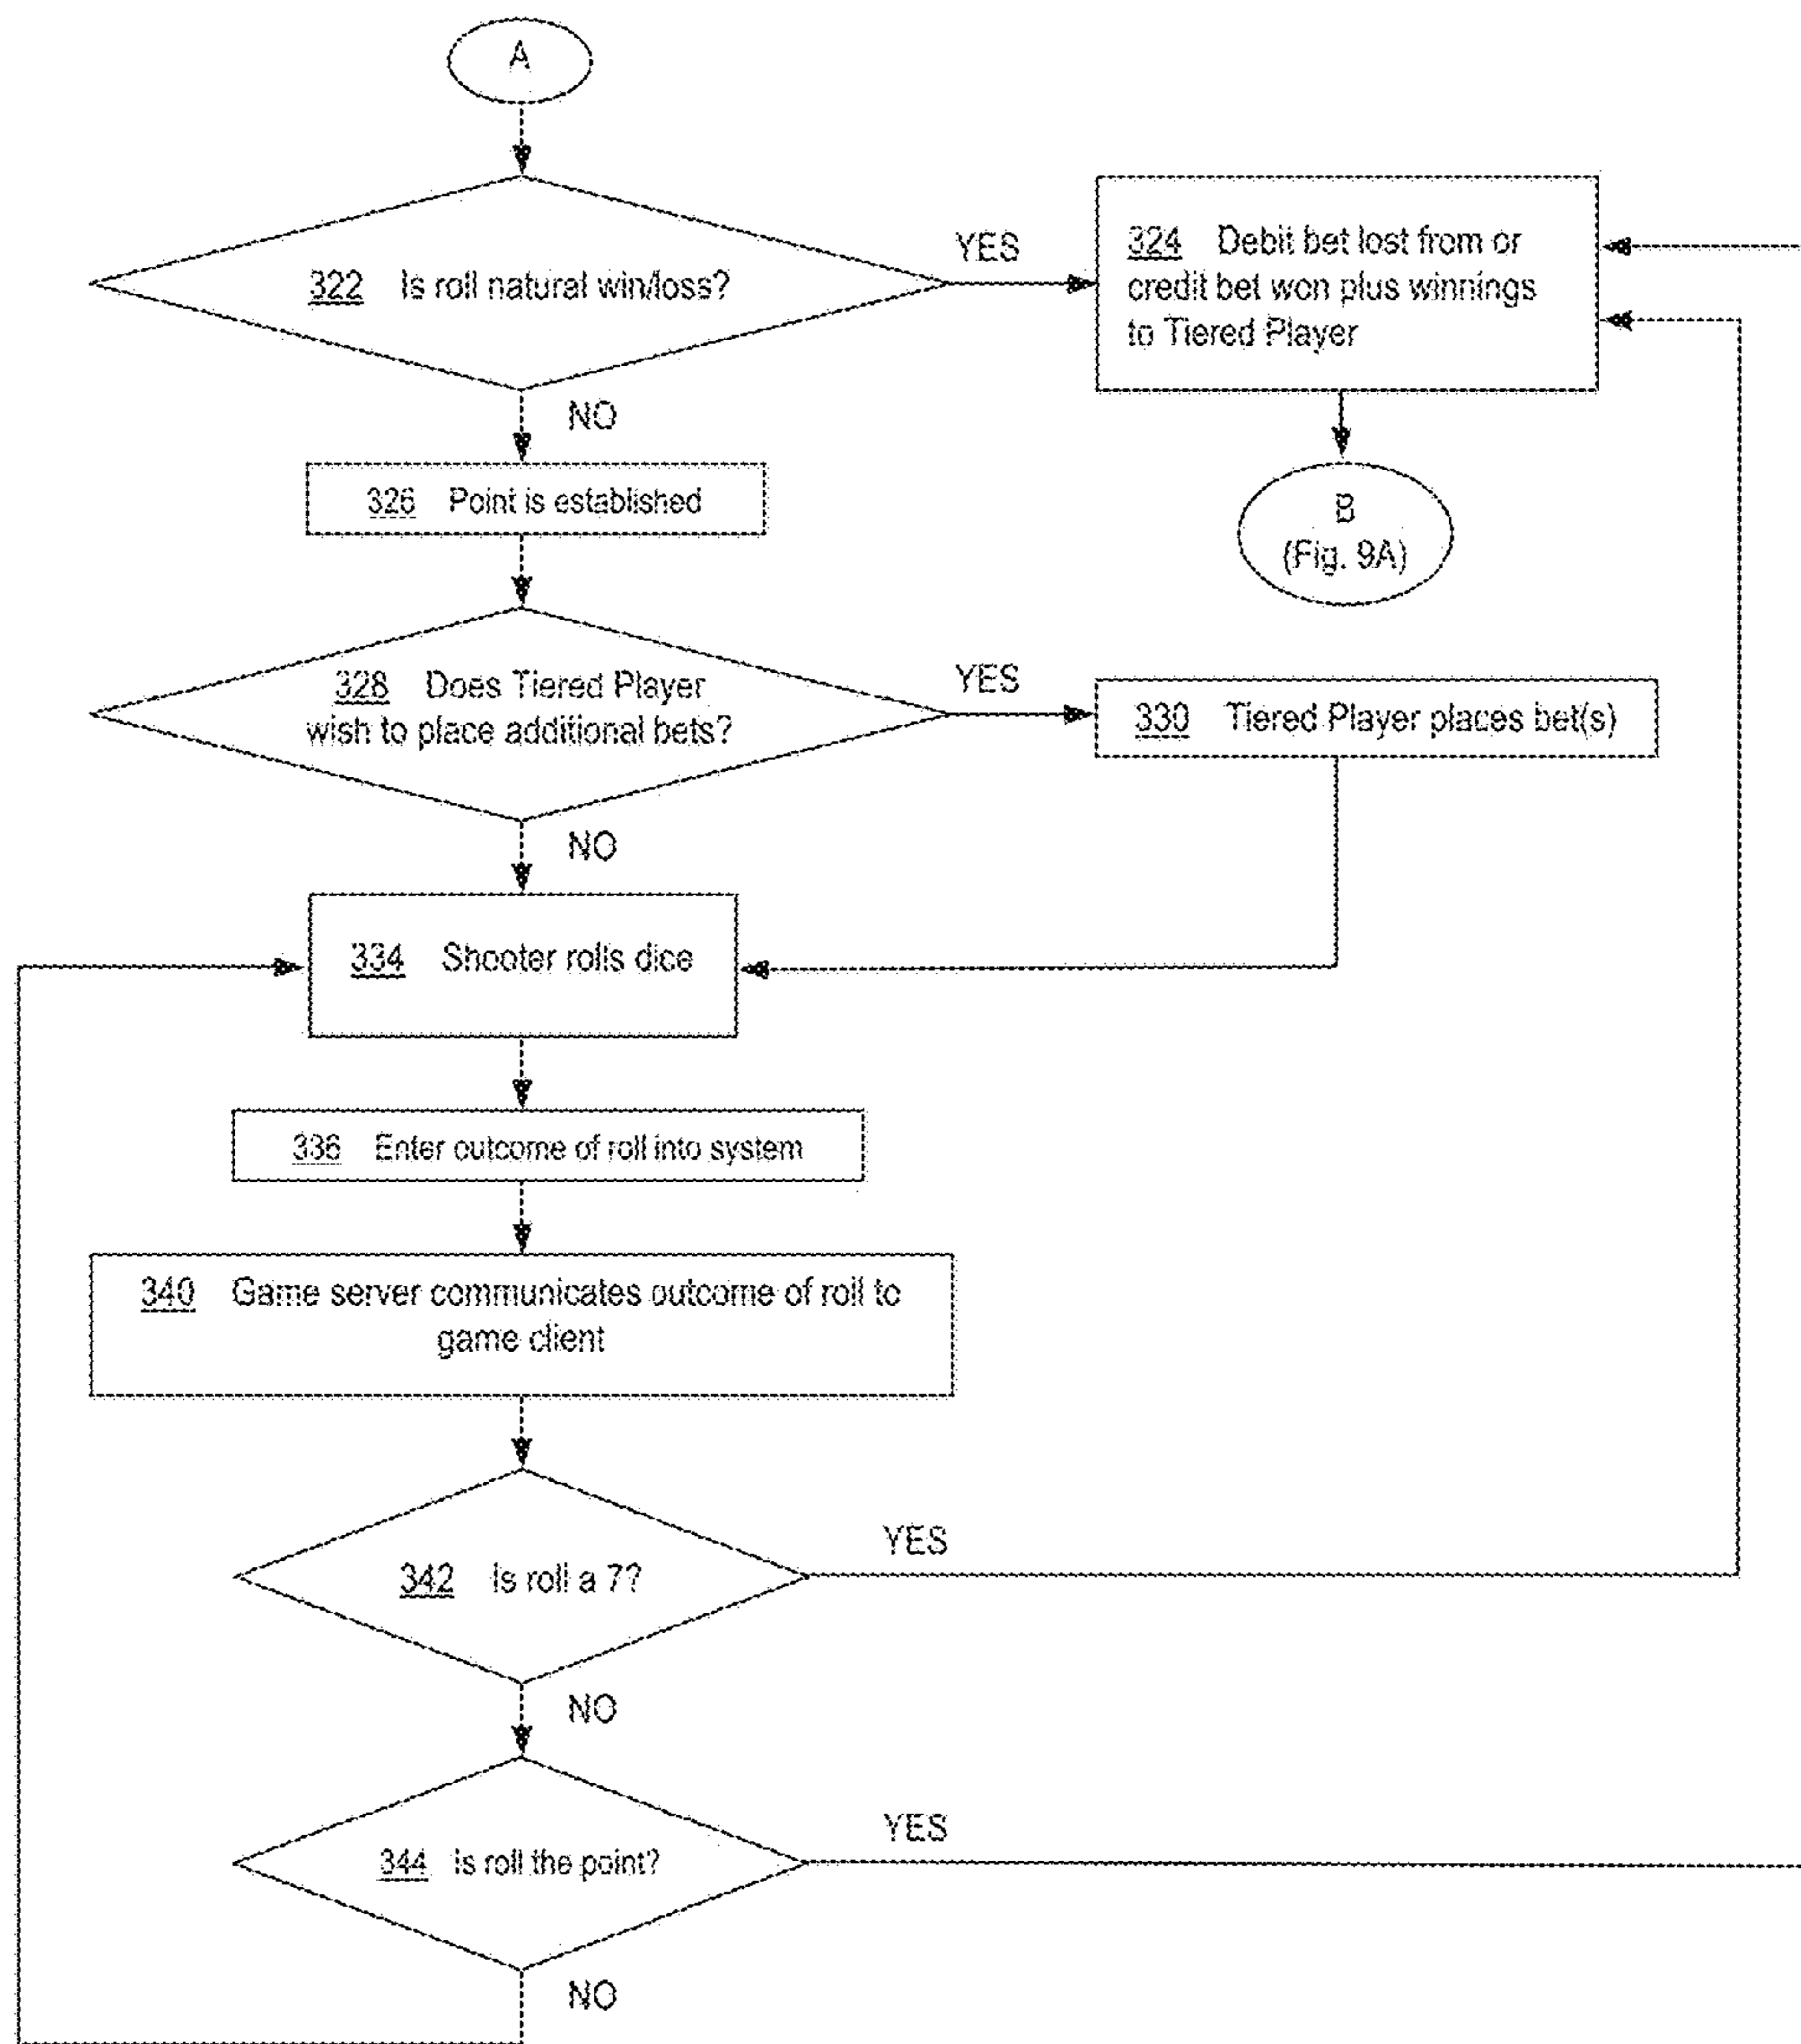 A
322 Is roll natural win/loss?
YES
324 Debit bet lost from or
credit bet won plus winnings
to Tiered Player
NO
326 Point is established
B
(Fig. 9A)
328 Does Tiered Player
wish to place additional bets?
YES
330 Tiered Player places bet(s)
NO
334 Shooter rolls dice
336 Enter outcome of roll into system
340 Game server communicates outcome of roll to
game client
342 Is roll a 7?
YES
NO
344 Is roll the point?
YES
NO